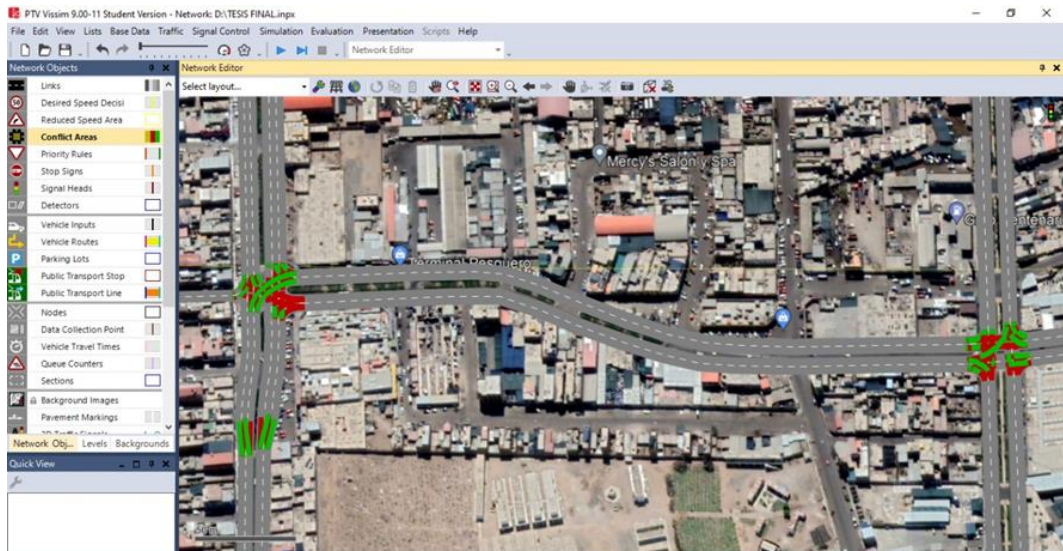 PTV Vissim 9.00-11 Student Version - Network: D:\TESIS FINAL.inpx
File Edit View Lists Base Data Traffic Signal Control Simulation Evaluation Presentation Scripts Help
Network Editor
Network Objects
Network Editor
Select layout...
Links
Desired Speed Decisi
Reduced Speed Area
Conflict Areas
Priority Rules
Stop Signs
Signal Heads
Detectors
Vehicle Inputs
Vehicle Routes
Parking Lots
Public Transport Stop
Public Transport Line
Nodes
Data Collection Point
Vehicle Travel Times
Queue Counters
Sections
Background Images
Pavement Markings
3D Traffic Signals
Network Obj... Levels Backgrounds
Quick View
Mercy's Salon y Spa
Terminal Pesquero